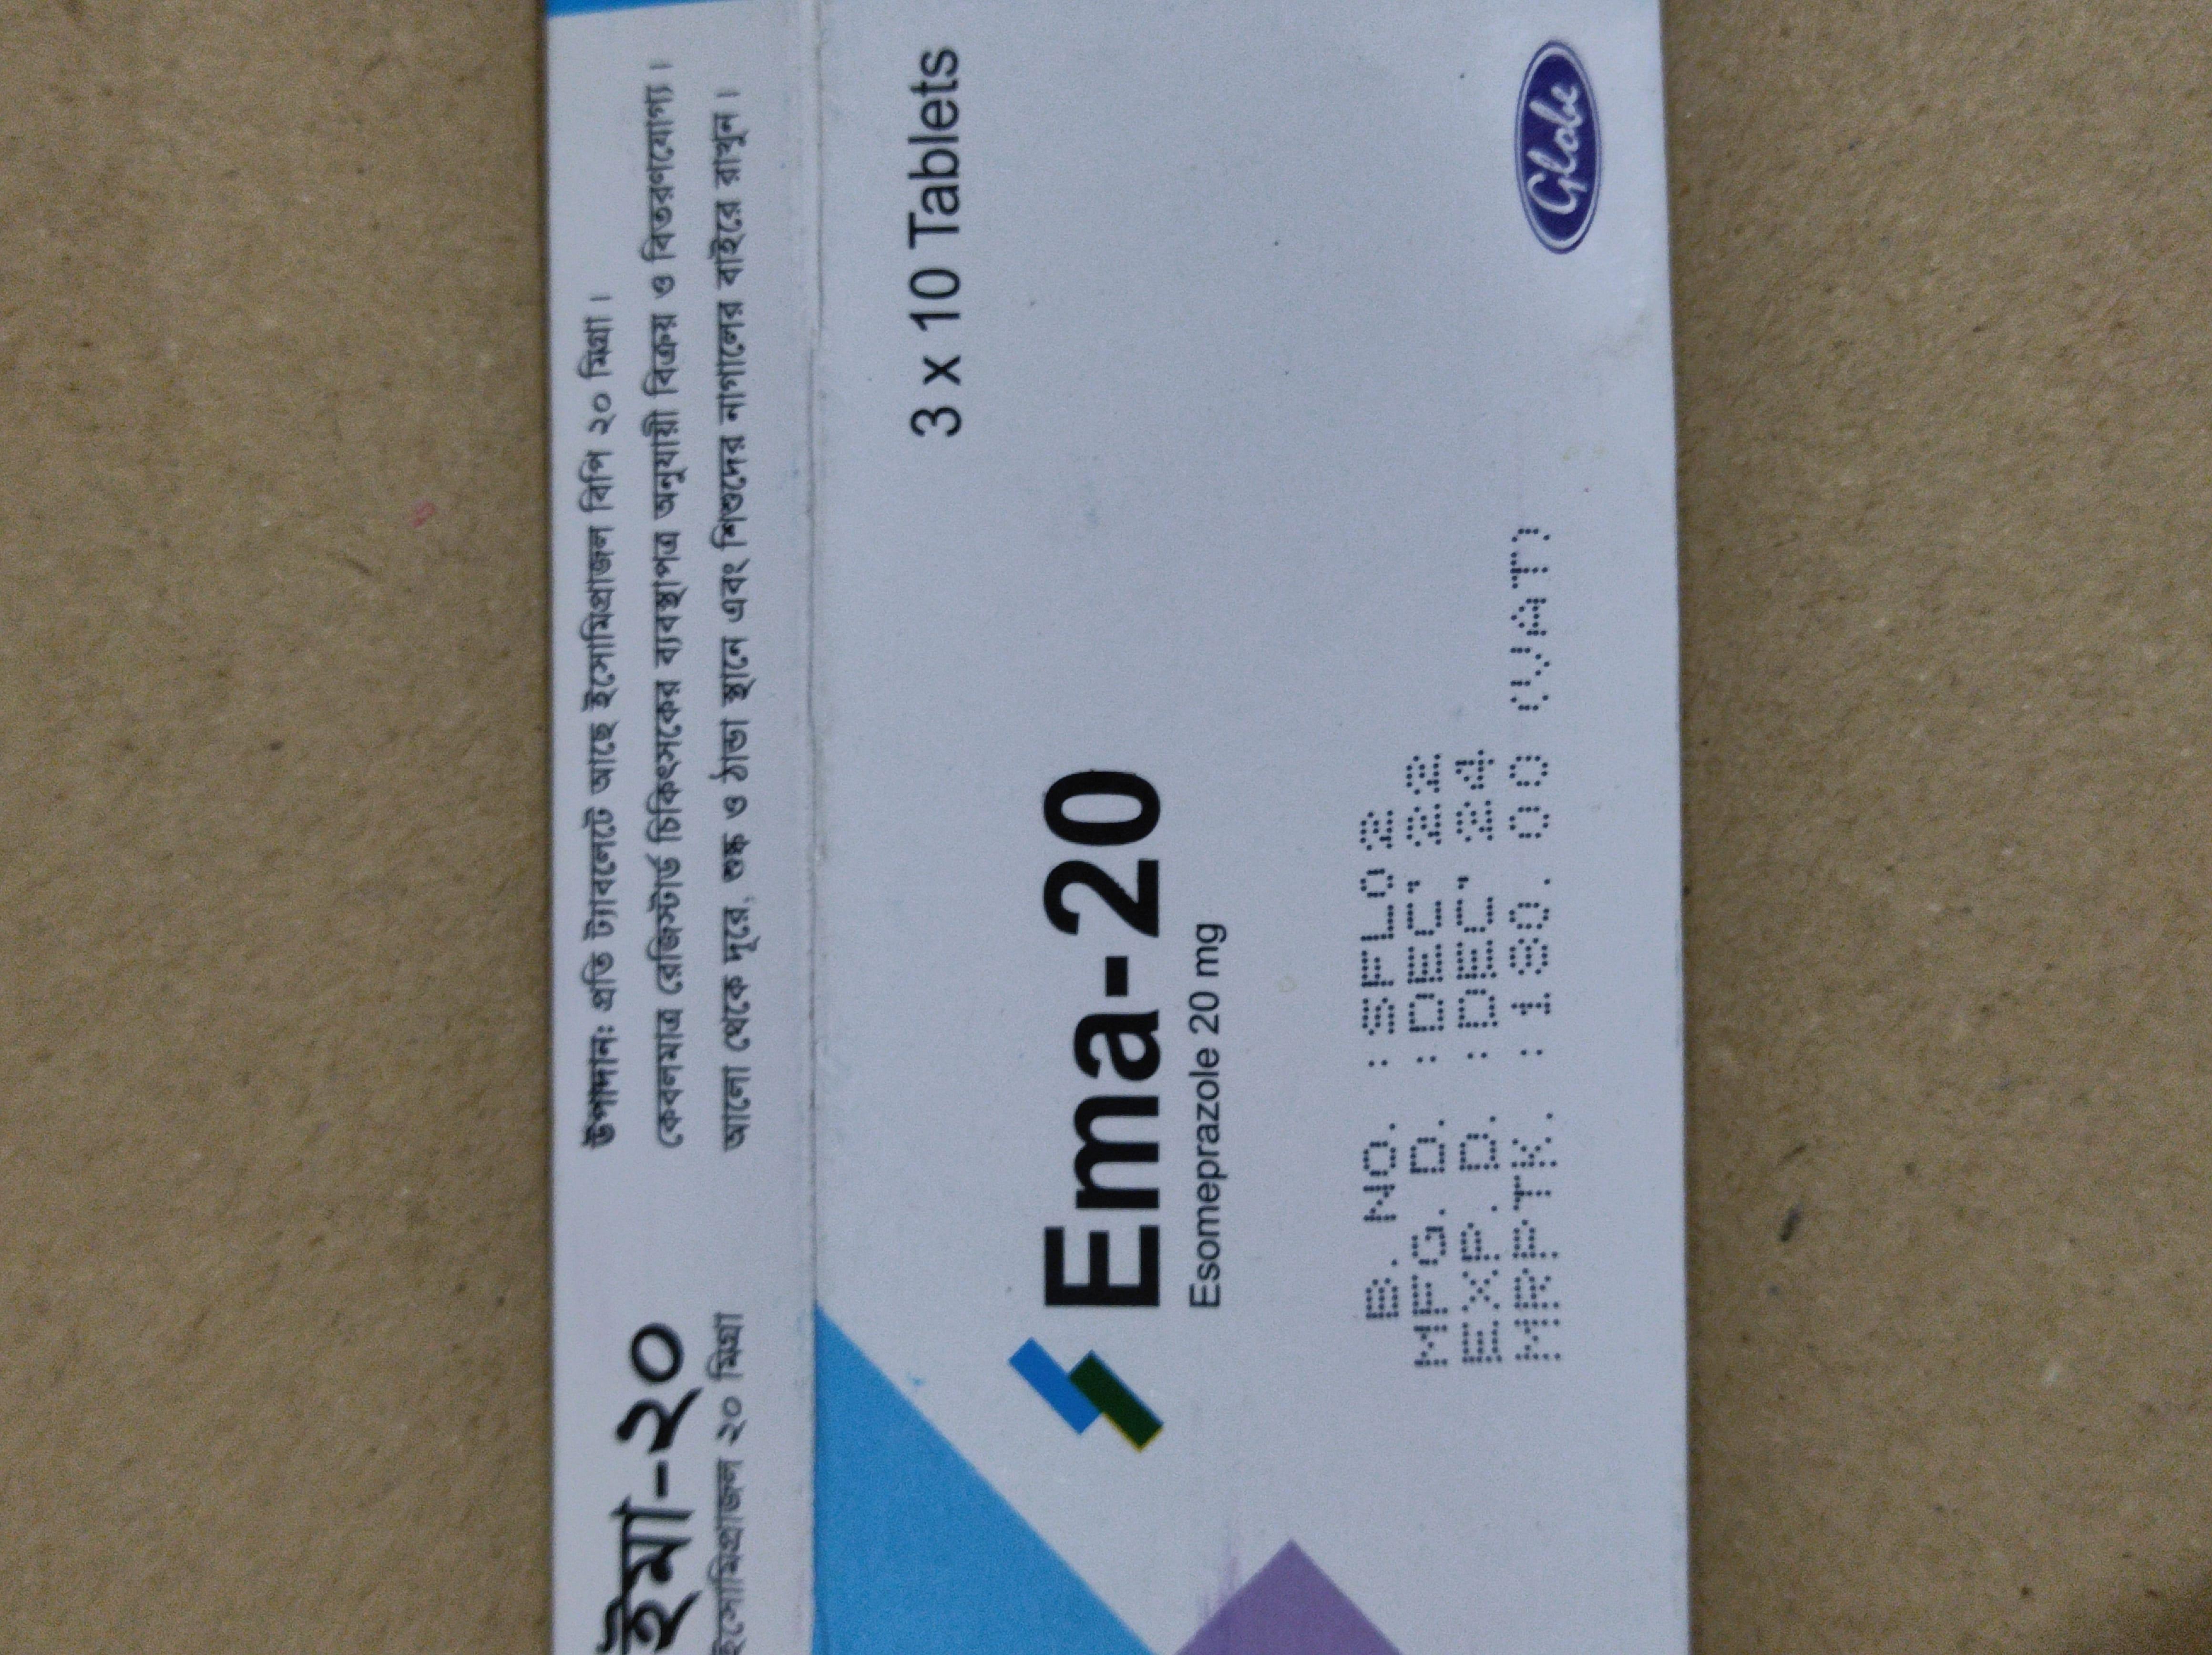 ইমা-২০
ইসোমিপ্রাজল ২০ মিগ্রা
উপাদান: প্রতি ট্যাবলেটে আছে ইসোমিপ্রাজল বিপি ২০ মিগ্রা।
কেবলমাত্র রেজিস্টার্ড চিকিৎসকের ব্যবস্থাপত্র অনুযায়ী বিক্রয় ও বিতরণযোগ্য।
আলো থেকে দূরে, শুষ্ক ও ঠান্ডা স্থানে এবং শিশুদের নাগালের বাইরে রাখুন।
3 x 10 Tablets
Ema-20
Esomeprazole 20 mg
B. NO. : SFL02
MFG. D. : DEC' 22
EXP. D. : DEC' 24
MRPTK. : 180.00 (VAT)
Globe